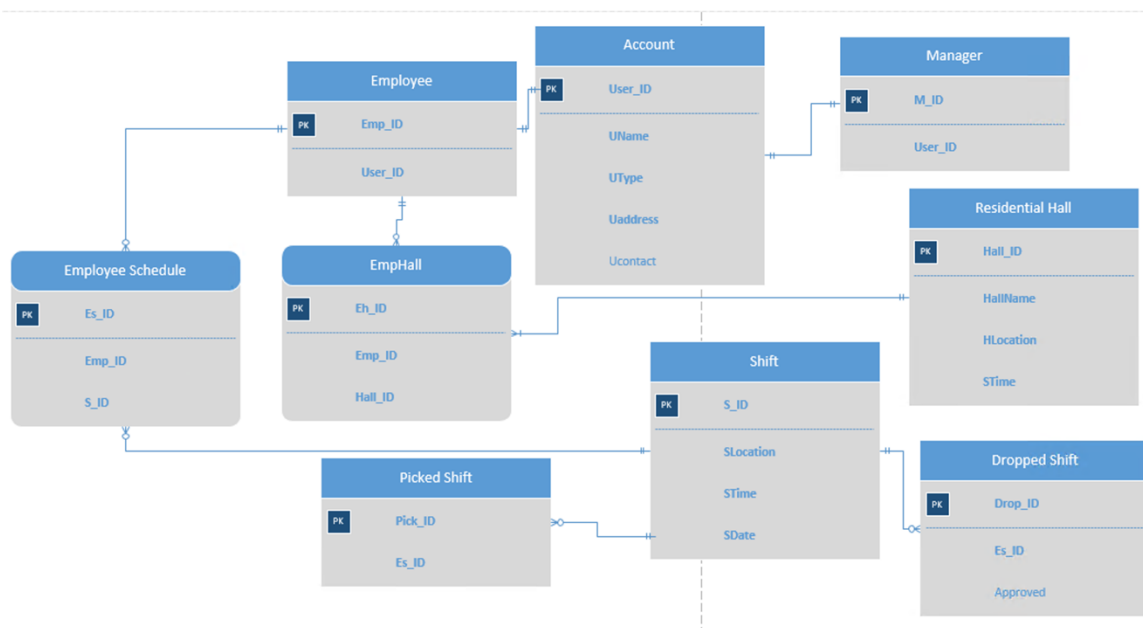 Account
PK User_ID
UName
UType
Uaddress
Ucontact
Manager
PK M_ID
User_ID
Employee
PK Emp_ID
User_ID
Residential Hall
PK Hall_ID
HallName
HLocation
STime
Employee Schedule
PK Es_ID
Emp_ID
S_ID
EmpHall
PK Eh_ID
Emp_ID
Hall_ID
Shift
PK S_ID
SLocation
STime
SDate
Picked Shift
PK Pick_ID
Es_ID
Dropped Shift
PK Drop_ID
Es_ID
Approved